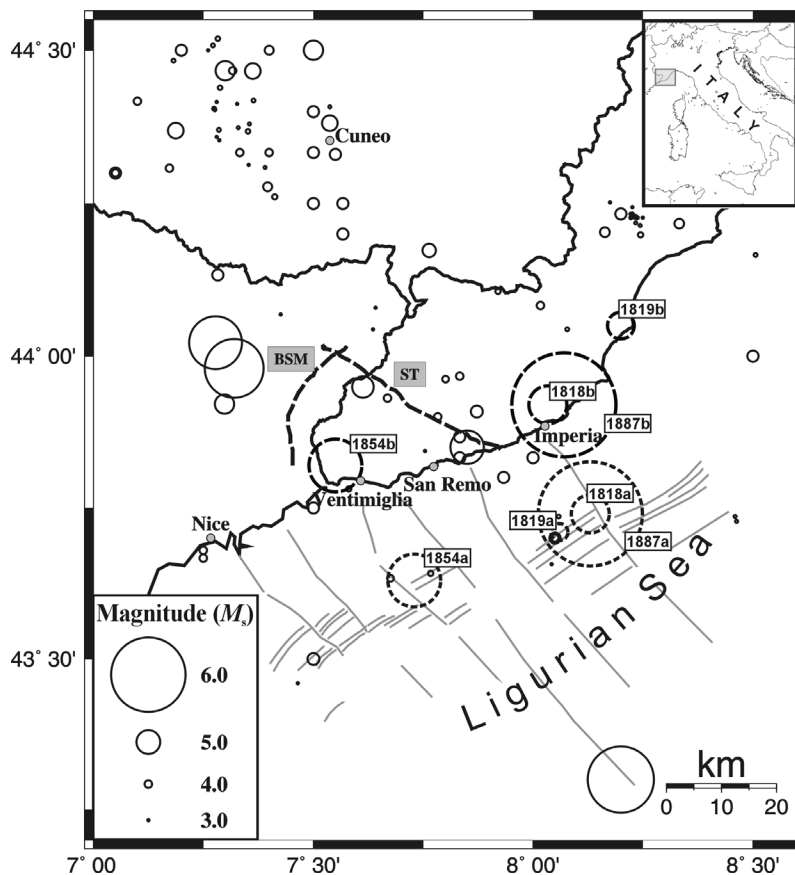 44° 30'
ITALY
Cuneo
1819b
44° 00'
BSM
ST
1818b
Imperia
1887b
1854b
San Remo
Ventimiglia
1818a
Nice
1819a
1887a
1854a
Magnitude (Ms)
6.0
43° 30'
5.0
Ligurian Sea
4.0
km
3.0
0 10 20
7° 00' 7° 30' 8° 00' 8° 30'